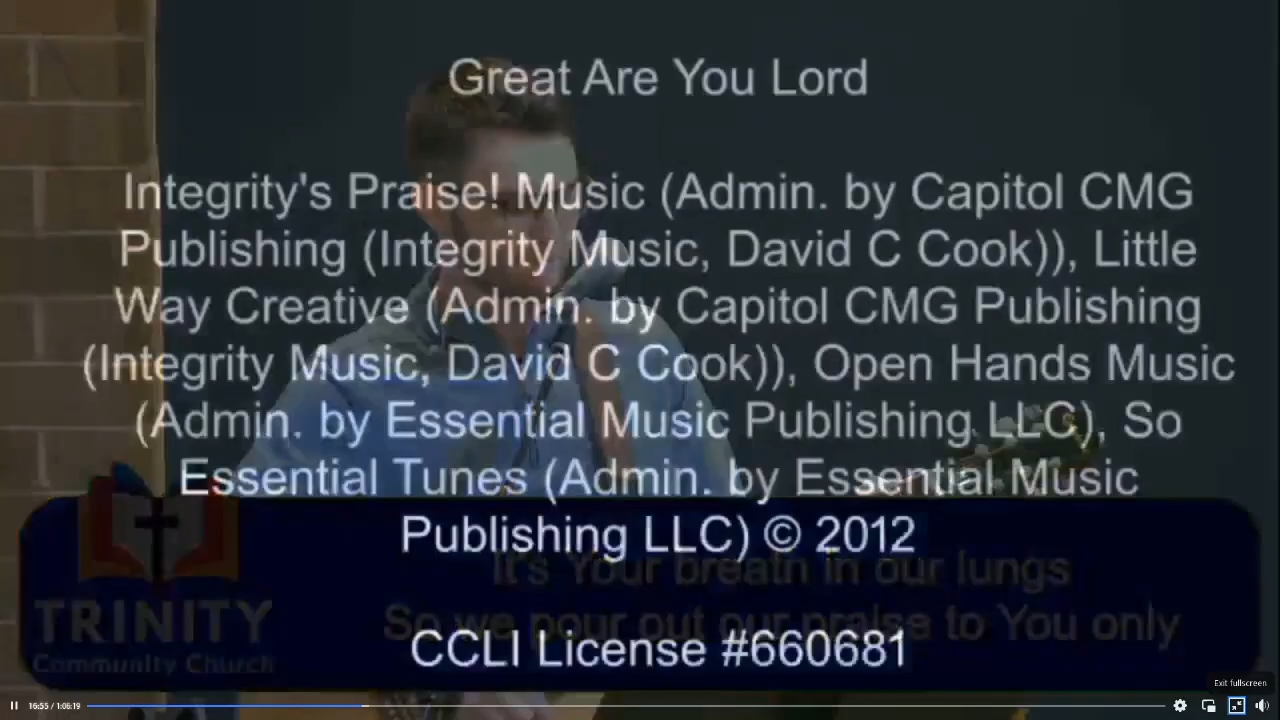 Great Are You Lord
Integrity's Praise! Music (Admin. by Capitol CMG
Publishing (Integrity Music, David C Cook)), Little
Way Creative (Admin. by Capitol CMG Publishing
(Integrity Music, David C Cook)), Open Hands Music
(Admin. by Essential Music Publishing LLC), So
Essential Tunes (Admin. by Essential Music
Publishing LLC) © 2012
It's Your breath in our lungs
So we pour out our praise to You only
TRINITY
Community Church
CCLI License #660681
Exit fullscreen
16:55 / 1:06:19